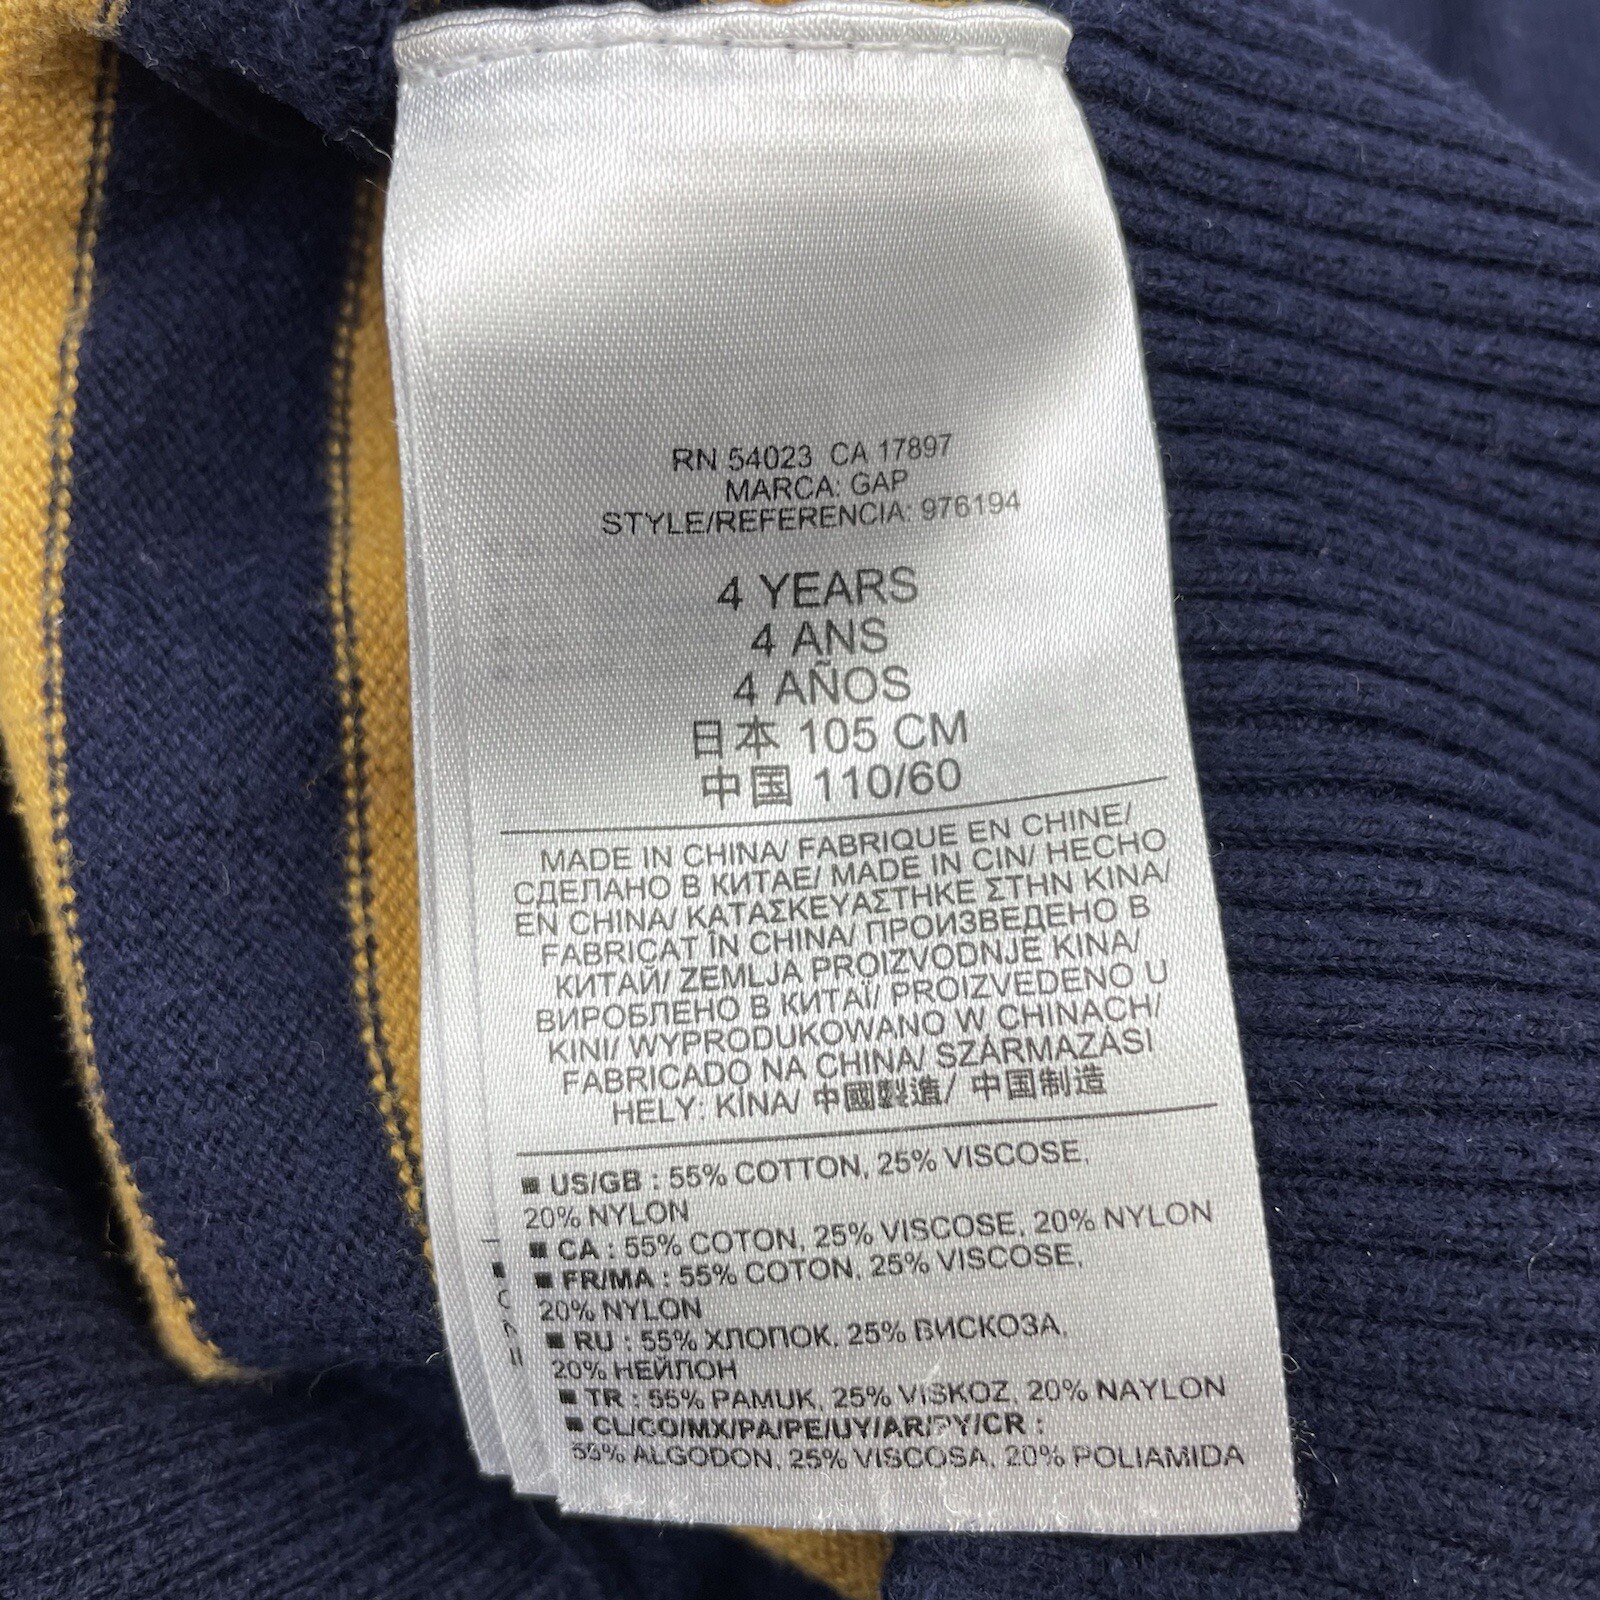 RN 54023 CA 17897
MARCA: GAP
STYLE/REFERENCIA: 976194
4 YEARS
4 ANS
4 AÑOS
日本 105 CM
中国 110/60
MADE IN CHINA/ FABRIQUE EN CHINE/
СДЕЛАНО В КИТАЕ/ MADE IN CIN/ HECHO
EN CHINA/ ΚΑΤΑΣΚΕΥΑΣΤΗΚΕ ΣΤΗΝ ΚΙΝΑ/
FABRICAT ÎN CHINA/ ПРОИЗВЕДЕНО В
КИТАЙ/ ZEMLJA PROIZVODNJE KINA/
ВИРОБЛЕНО В КИТАЇ/ PROIZVEDENO U
KINI/ WYPRODUKOWANO W CHINACH/
FABRICADO NA CHINA/ SZÁRMAZÁSI
HELY: KÍNA/ 中國製造/ 中国制造
■ US/GB : 55% COTTON, 25% VISCOSE,
20% NYLON
■ CA : 55% COTON, 25% VISCOSE, 20% NYLON
■ FR/MA : 55% COTON, 25% VISCOSE,
20% NYLON
■ RU : 55% ХЛОПОК, 25% ВИСКОЗА,
20% НЕЙЛОН
■ TR : 55% PAMUK, 25% VISKOZ, 20% NAYLON
■ CL/CO/MX/PA/PE/UY/AR/PY/CR :
55% ALGODON, 25% VISCOSA, 20% POLIAMIDA